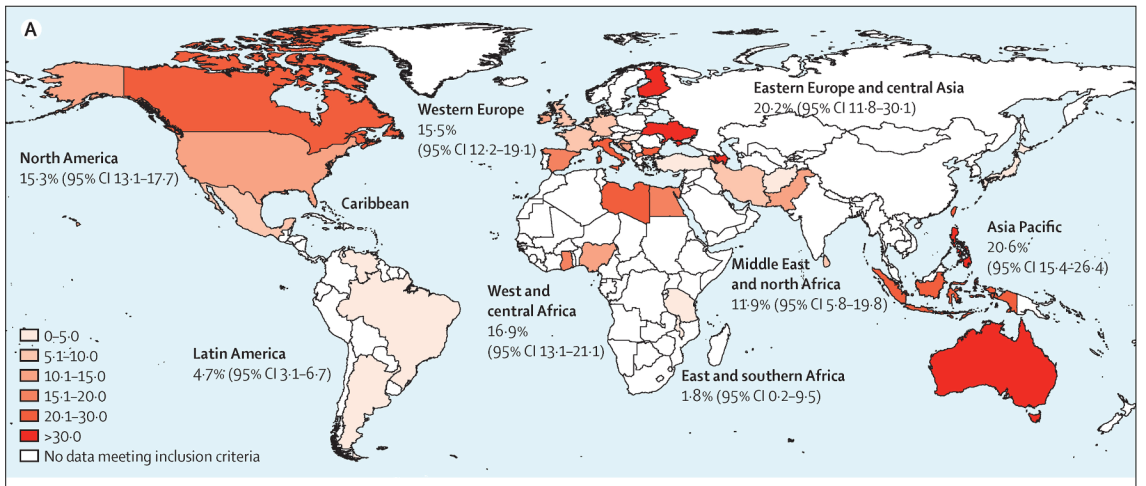 A
Eastern Europe and central Asia
20·2% (95% CI 11·8–30·1)
Western Europe
15·5%
(95% CI 12·2–19·1)
North America
15·3% (95% CI 13·1–17·7)
Caribbean
Asia Pacific
20·6%
(95% CI 15·4–26·4)
Middle East
and north Africa
11·9% (95% CI 5·8–19·8)
West and
central Africa
16·9%
(95% CI 13·1–21·1)
Latin America
4·7% (95% CI 3·1–6·7)
East and southern Africa
1·8% (95% CI 0·2–9·5)
0–5·0
5·1–10·0
10·1–15·0
15·1–20·0
20·1–30·0
>30·0
No data meeting inclusion criteria